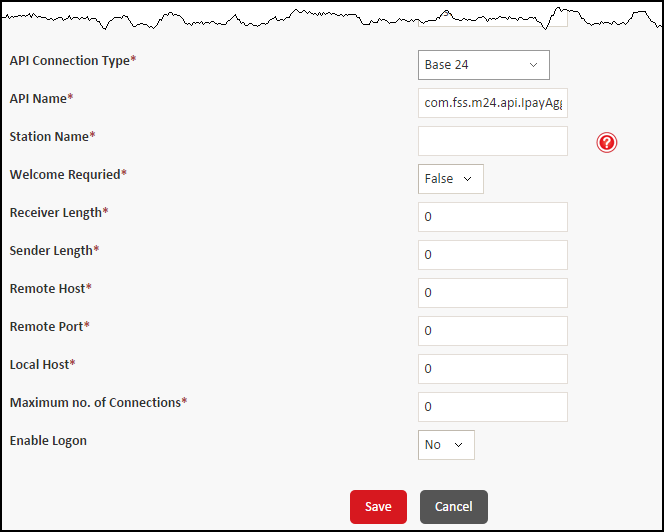 API Connection Type* Base 24
API Name* com.fss.m24.api.IpayAgg
Station Name* ?
Welcome Requried* False
Receiver Length* 0
Sender Length* 0
Remote Host* 0
Remote Port* 0
Local Host* 0
Maximum no. of Connections* 0
Enable Logon No
Save Cancel